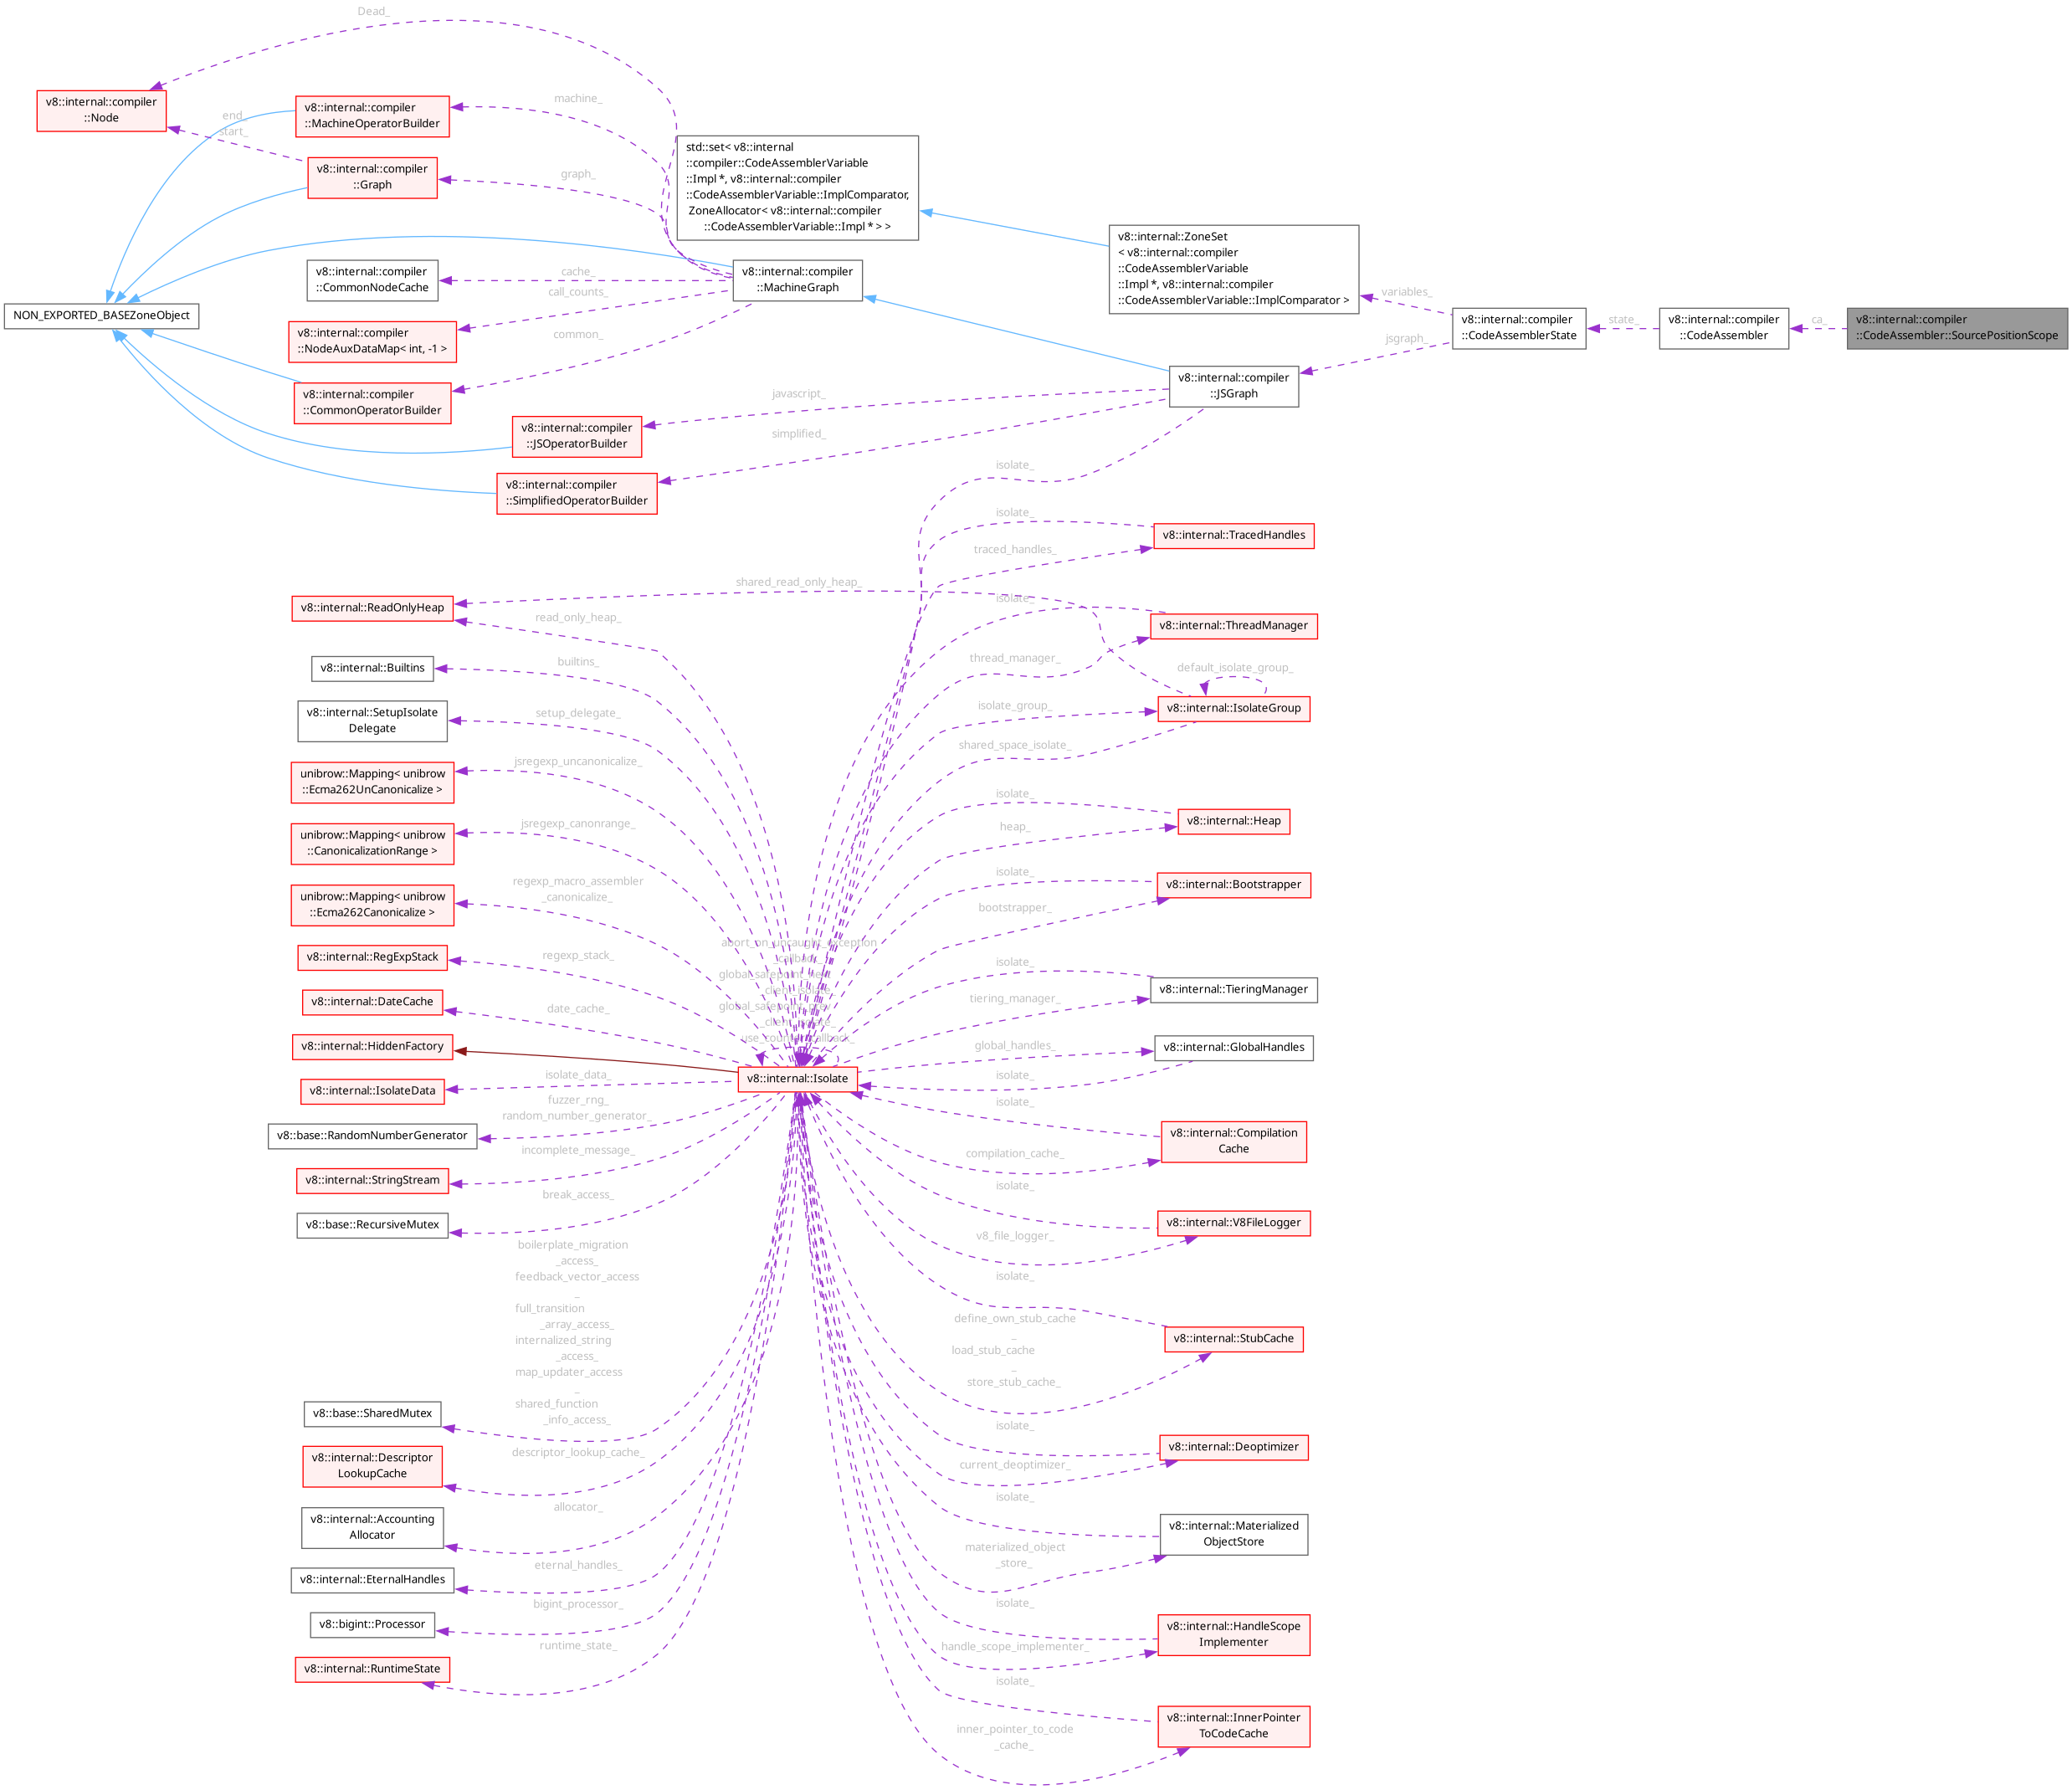 Dead_
v8::internal::compiler
::Node
end_
start_
v8::internal::compiler
::MachineOperatorBuilder
machine_
v8::internal::compiler
::Graph
graph_
std::set< v8::internal
::compiler::CodeAssemblerVariable
::Impl *, v8::internal::compiler
::CodeAssemblerVariable::ImplComparator,
ZoneAllocator< v8::internal::compiler
::CodeAssemblerVariable::Impl * > >
v8::internal::ZoneSet
< v8::internal::compiler
::CodeAssemblerVariable
::Impl *, v8::internal::compiler
::CodeAssemblerVariable::ImplComparator >
v8::internal::compiler
::CommonNodeCache
cache_
call_counts_
v8::internal::compiler
::MachineGraph
NON_EXPORTED_BASEZoneObject
v8::internal::compiler
::NodeAuxDataMap< int, -1 >
common_
variables_
jsgraph_
v8::internal::compiler
::CodeAssemblerState
state_
v8::internal::compiler
::CodeAssembler
ca_
v8::internal::compiler
::CodeAssembler::SourcePositionScope
v8::internal::compiler
::CommonOperatorBuilder
v8::internal::compiler
::JSGraph
javascript_
v8::internal::compiler
::JSOperatorBuilder
simplified_
v8::internal::compiler
::SimplifiedOperatorBuilder
isolate_
isolate_
v8::internal::TracedHandles
traced_handles_
shared_read_only_heap_
v8::internal::ReadOnlyHeap
read_only_heap_
isolate_
v8::internal::ThreadManager
thread_manager_
v8::internal::Builtins
builtins_
default_isolate_group_
v8::internal::IsolateGroup
isolate_group_
shared_space_isolate_
v8::internal::SetupIsolate
Delegate
setup_delegate_
unibrow::Mapping< unibrow
::Ecma262UnCanonicalize >
jsregexp_uncanonicalize_
isolate_
v8::internal::Heap
heap_
unibrow::Mapping< unibrow
::CanonicalizationRange >
jsregexp_canonrange_
isolate_
v8::internal::Bootstrapper
bootstrapper_
unibrow::Mapping< unibrow
::Ecma262Canonicalize >
regexp_macro_assembler
_canonicalize_
v8::internal::RegExpStack
regexp_stack_
abort_on_uncaught_exception
_callback_
global_safepoint_next
_client_isolate_
global_safepoint_prev
_client_isolate_
use_counter_callback_
isolate_
v8::internal::TieringManager
tiering_manager_
v8::internal::DateCache
date_cache_
v8::internal::HiddenFactory
global_handles_
v8::internal::GlobalHandles
isolate_
v8::internal::Isolate
v8::internal::IsolateData
isolate_data_
v8::base::RandomNumberGenerator
fuzzer_rng_
random_number_generator_
isolate_
v8::internal::Compilation
Cache
compilation_cache_
v8::internal::StringStream
incomplete_message_
v8::base::RecursiveMutex
break_access_
isolate_
v8::internal::V8FileLogger
v8_file_logger_
boilerplate_migration
_access_
feedback_vector_access
_
full_transition
_array_access_
internalized_string
_access_
map_updater_access
_
shared_function
_info_access_
v8::base::SharedMutex
isolate_
v8::internal::StubCache
define_own_stub_cache
_
load_stub_cache
_
store_stub_cache_
v8::internal::Descriptor
LookupCache
descriptor_lookup_cache_
isolate_
v8::internal::Deoptimizer
current_deoptimizer_
v8::internal::Accounting
Allocator
allocator_
isolate_
v8::internal::Materialized
ObjectStore
materialized_object
_store_
v8::internal::EternalHandles
eternal_handles_
v8::bigint::Processor
bigint_processor_
isolate_
v8::internal::HandleScope
Implementer
handle_scope_implementer_
v8::internal::RuntimeState
runtime_state_
isolate_
v8::internal::InnerPointer
ToCodeCache
inner_pointer_to_code
_cache_